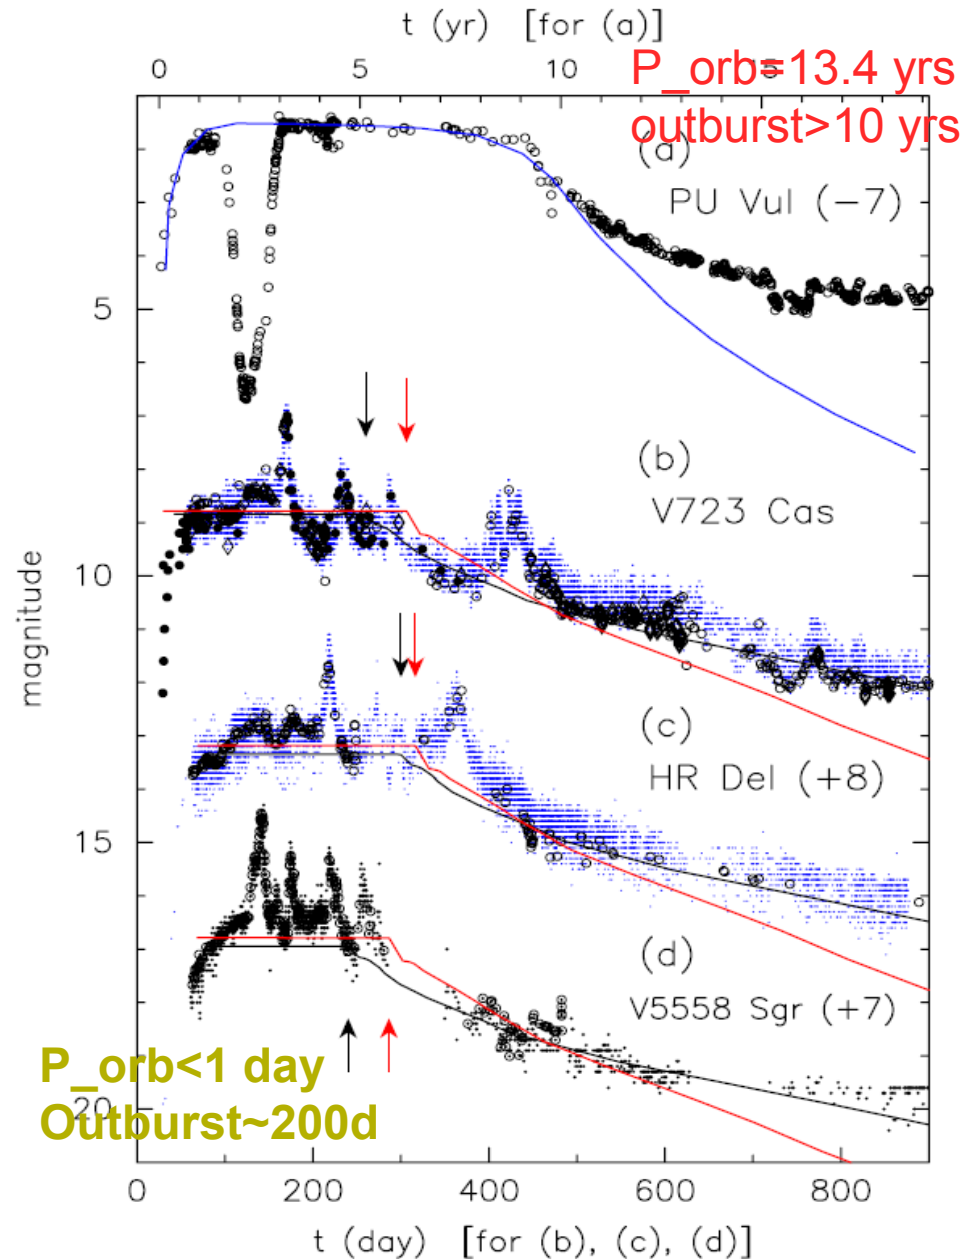 t (yr) [for (a)]
0 5 10 15
P_orb=13.4 yrs
outburst>10 yrs
(a)
PU Vul (−7)
5
(b)
V723 Cas
10
magnitude
(c)
HR Del (+8)
15
(d)
V5558 Sgr (+7)
P_orb<1 day
20
Outburst~200d
0 200 400 600 800
t (day) [for (b), (c), (d)]